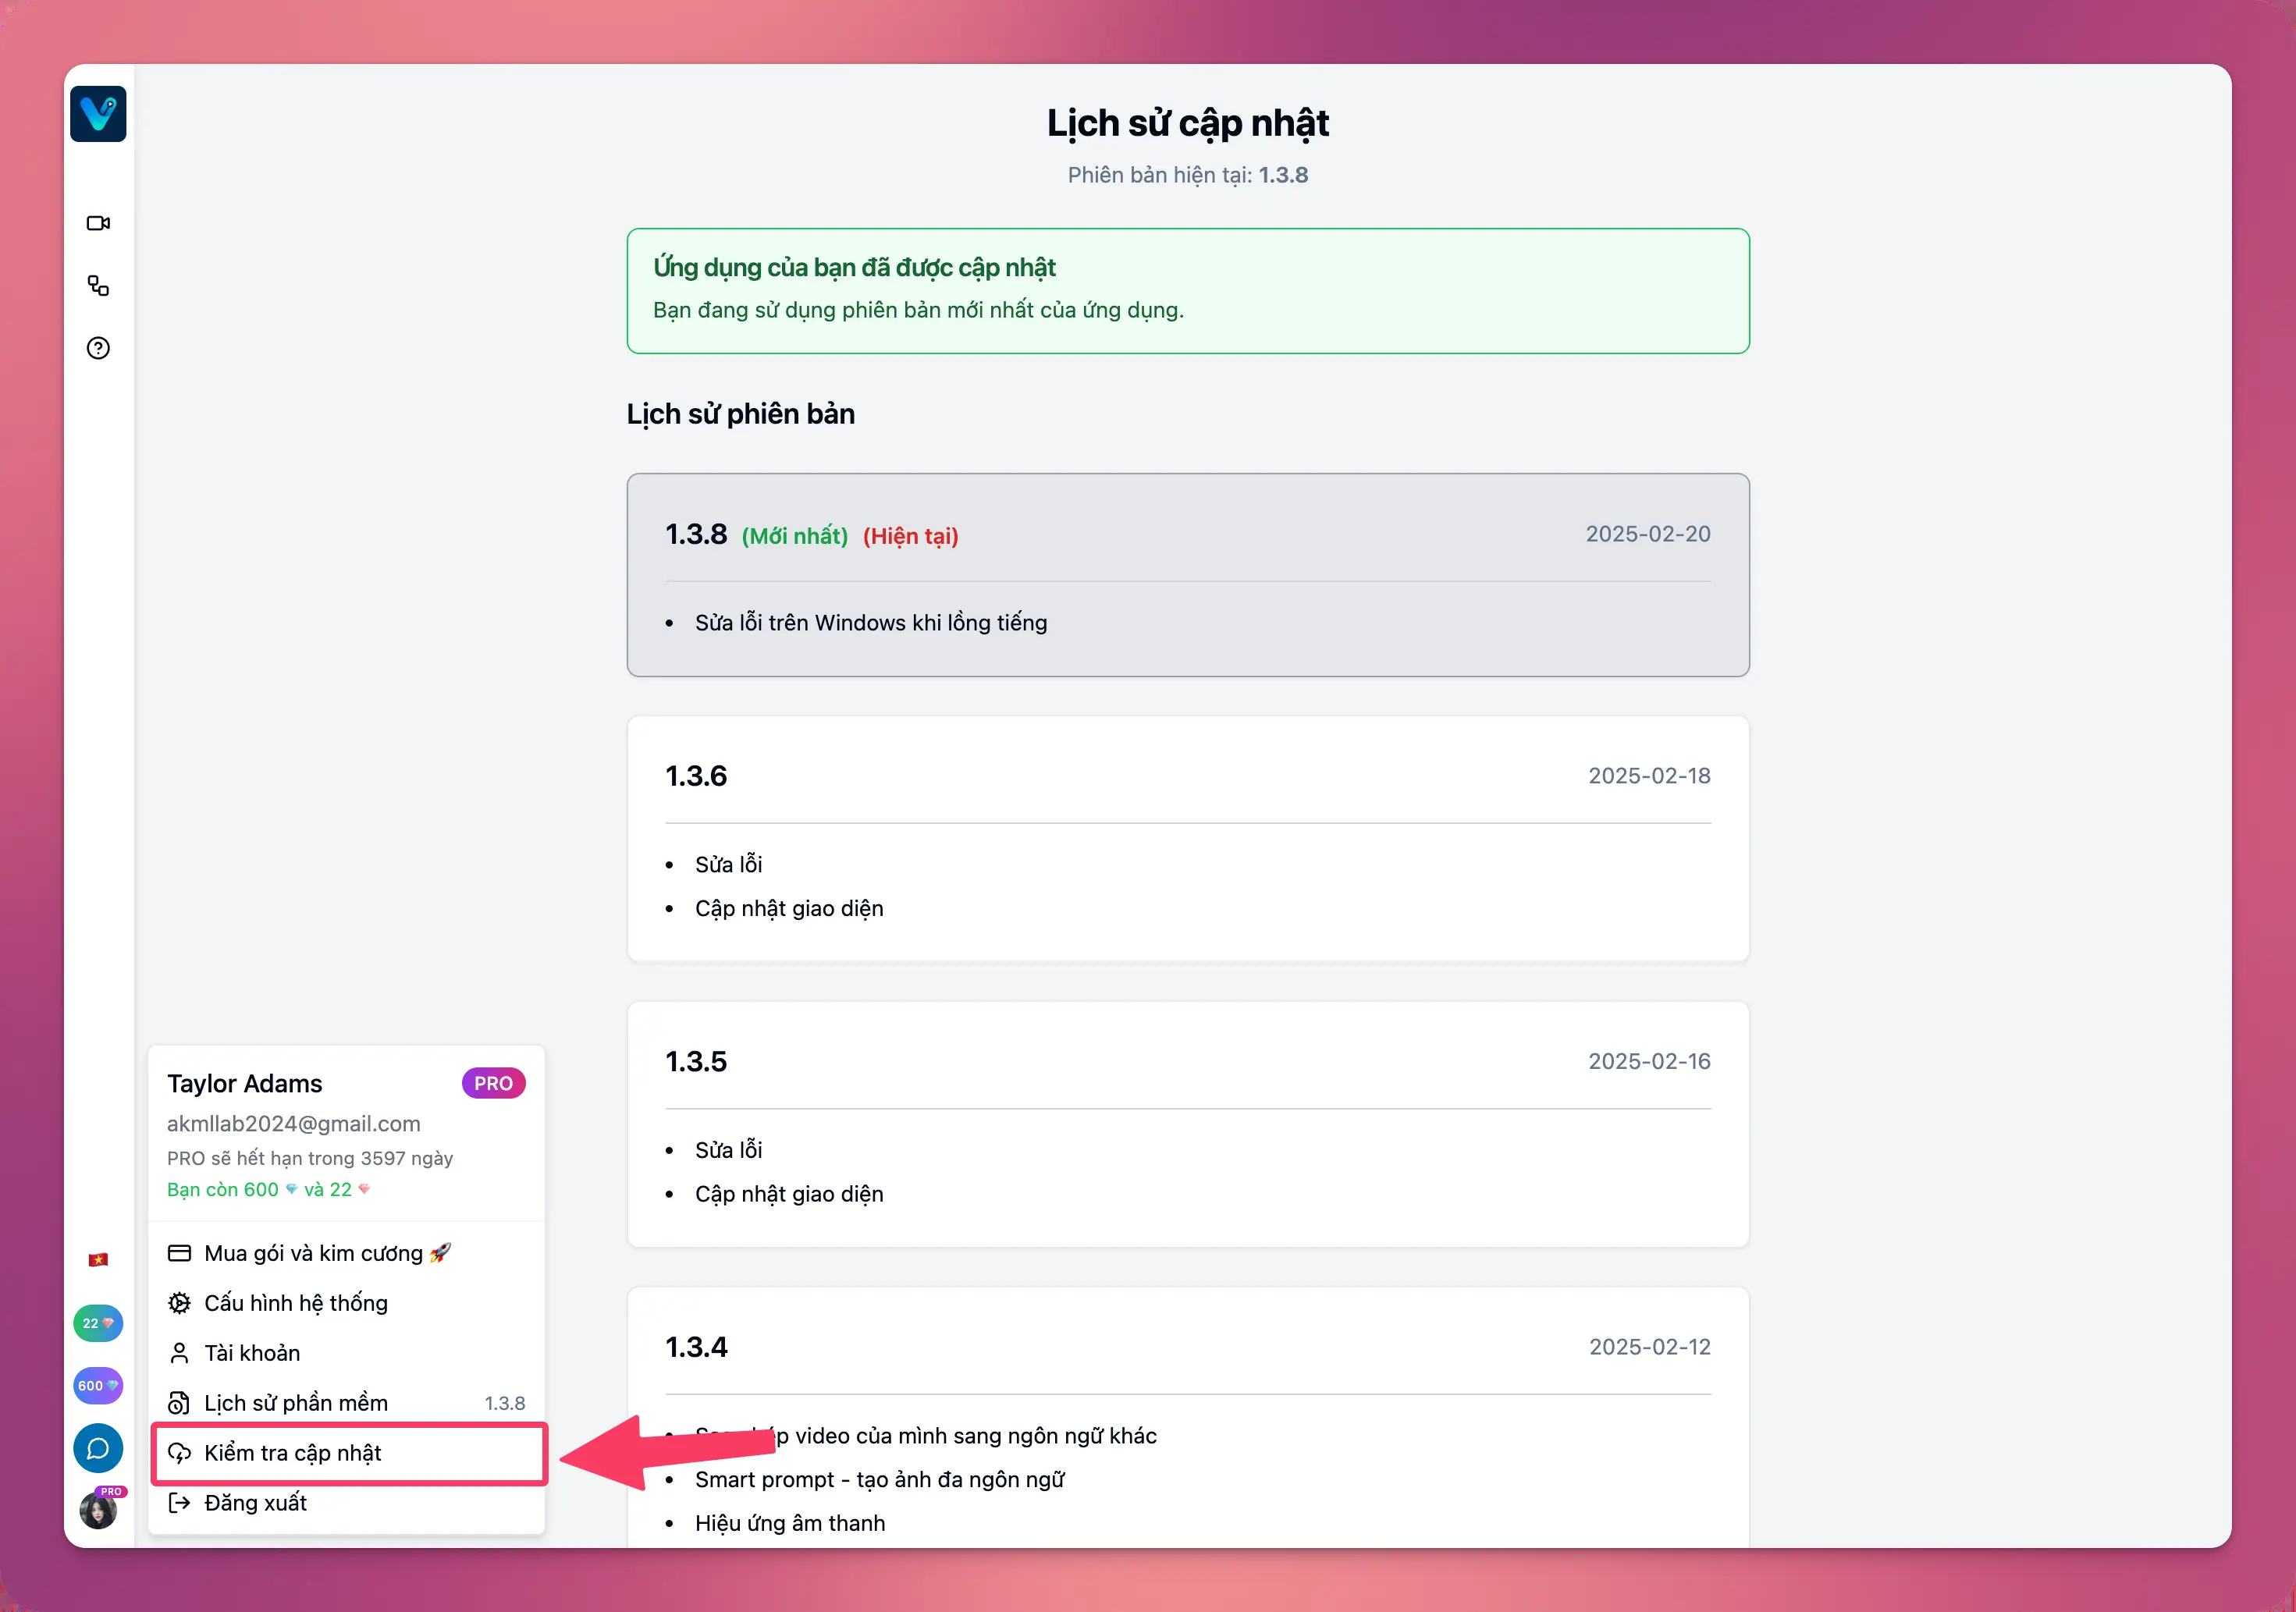 Lịch sử cập nhật
Phiên bản hiện tại: 1.3.8
Ứng dụng của bạn đã được cập nhật
Bạn đang sử dụng phiên bản mới nhất của ứng dụng.
Lịch sử phiên bản
1.3.8 (Mới nhất) (Hiện tại) 2025-02-20
• Sửa lỗi trên Windows khi lồng tiếng
1.3.6 2025-02-18
• Sửa lỗi
• Cập nhật giao diện
1.3.5 2025-02-16
• Sửa lỗi
• Cập nhật giao diện
1.3.4 2025-02-12
video của mình sang ngôn ngữ khác
• Smart prompt - tạo ảnh đa ngôn ngữ
• Hiệu ứng âm thanh
Taylor Adams PRO
akmllab2024@gmail.com
PRO sẽ hết hạn trong 3597 ngày
Bạn còn 600 💎 và 22 💎
Mua gói và kim cương 🚀
Cấu hình hệ thống
Tài khoản
Lịch sử phần mềm 1.3.8
Kiểm tra cập nhật
Đăng xuất
22
600
PRO